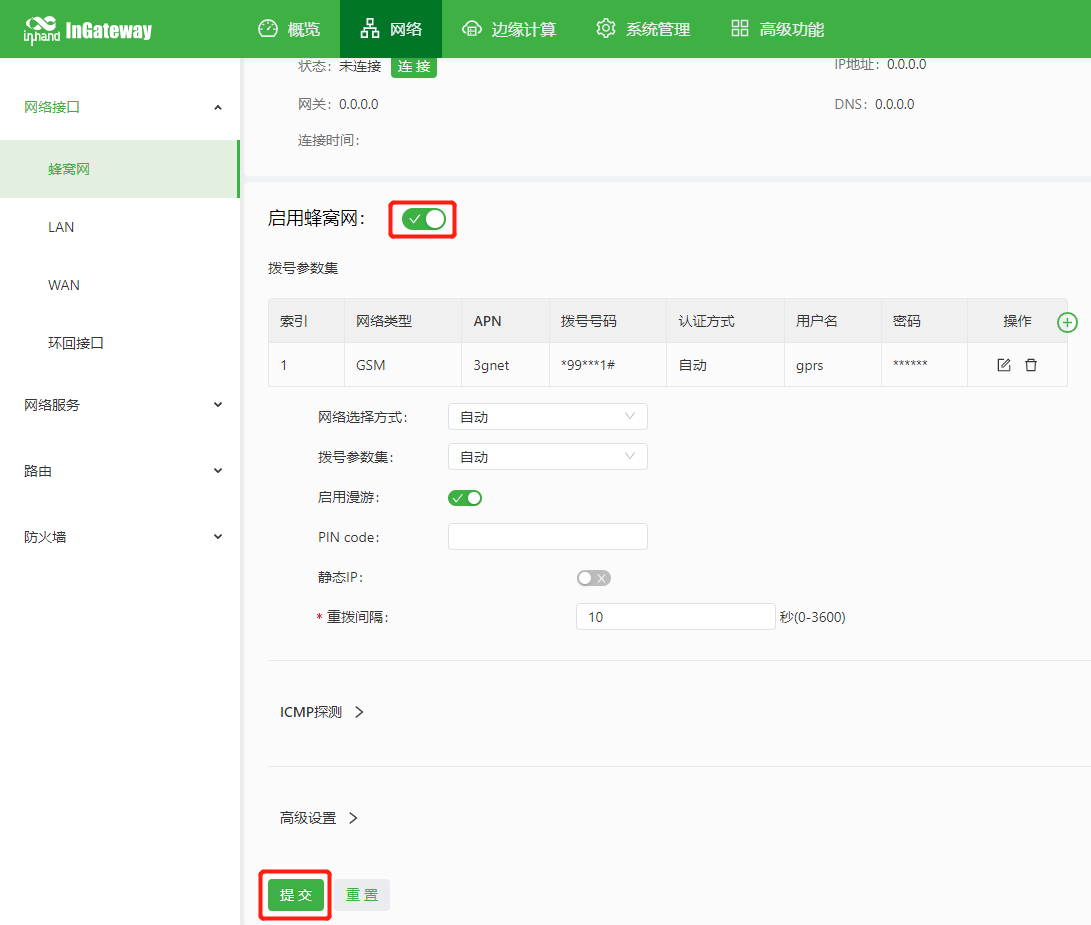 inhand InGateway 概览 网络 边缘计算 系统管理 高级功能
网络接口
蜂窝网
LAN
WAN
环回接口
网络服务
路由
防火墙
状态: 未连接 连 接 IP地址: 0.0.0.0
网关: 0.0.0.0 DNS: 0.0.0.0
连接时间:
启用蜂窝网:
拨号参数集
索引 网络类型 APN 拨号号码 认证方式 用户名 密码 操作
1 GSM 3gnet *99***1# 自动 gprs ******
网络选择方式: 自动
拨号参数集: 自动
启用漫游:
PIN code:
静态IP:
* 重拨间隔: 10 秒(0-3600)
ICMP探测
高级设置
提 交 重 置